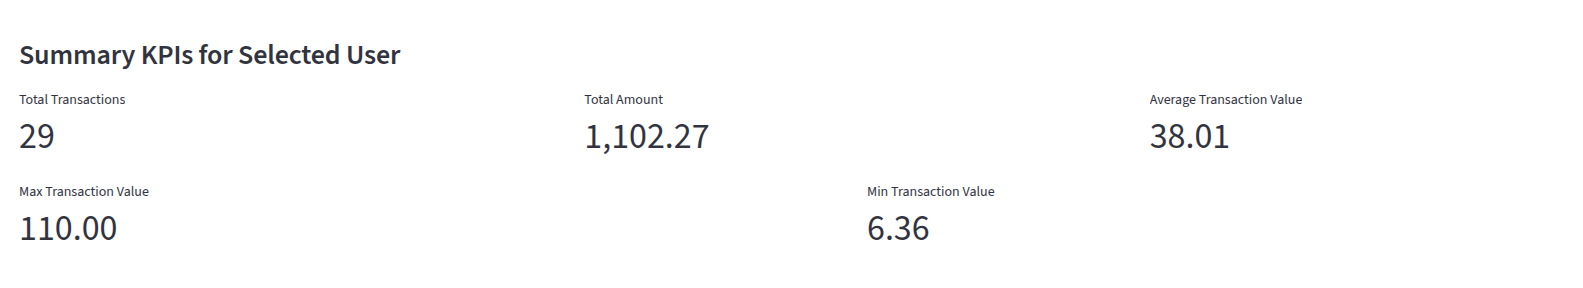 Summary KPIs for Selected User
Total Transactions
29
Total Amount
1,102.27
Average Transaction Value
38.01
Max Transaction Value
110.00
Min Transaction Value
6.36